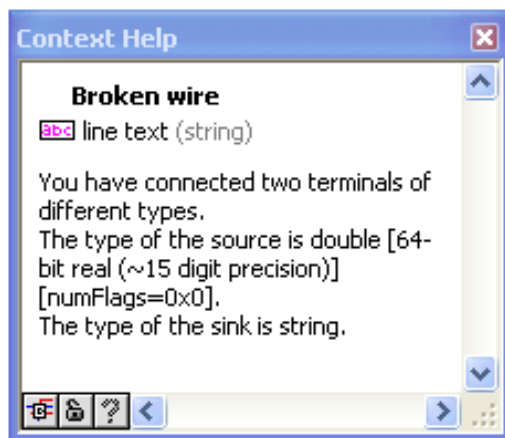 Context Help
Broken wire
abc line text (string)
You have connected two terminals of
different types.
The type of the source is double [64-
bit real (~15 digit precision)]
[numFlags=0x0].
The type of the sink is string.
?